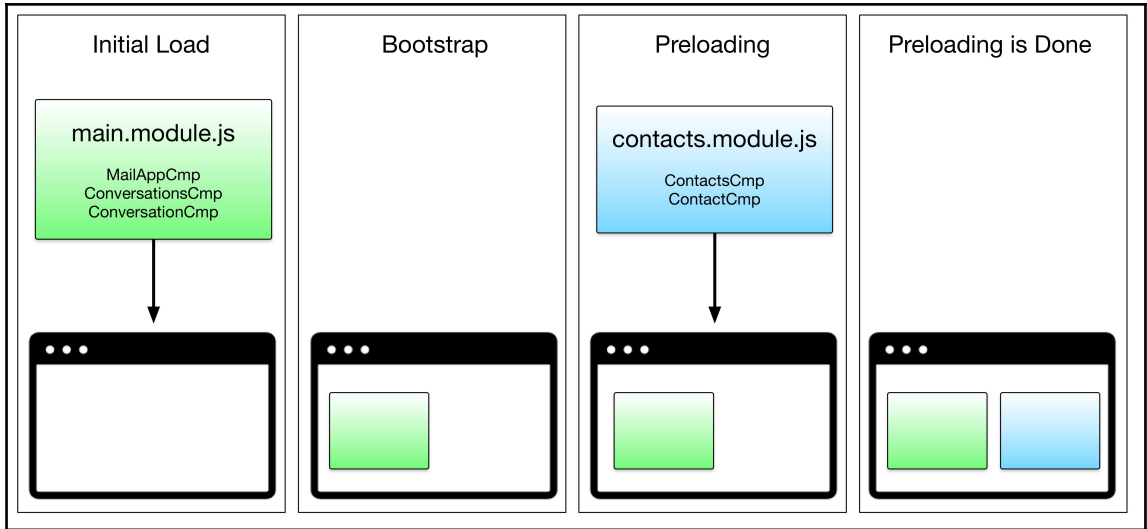 Initial Load
main.module.js
MailAppCmp
ConversationsCmp
ConversationCmp
Bootstrap
Preloading
contacts.module.js
ContactsCmp
ContactCmp
Preloading is Done